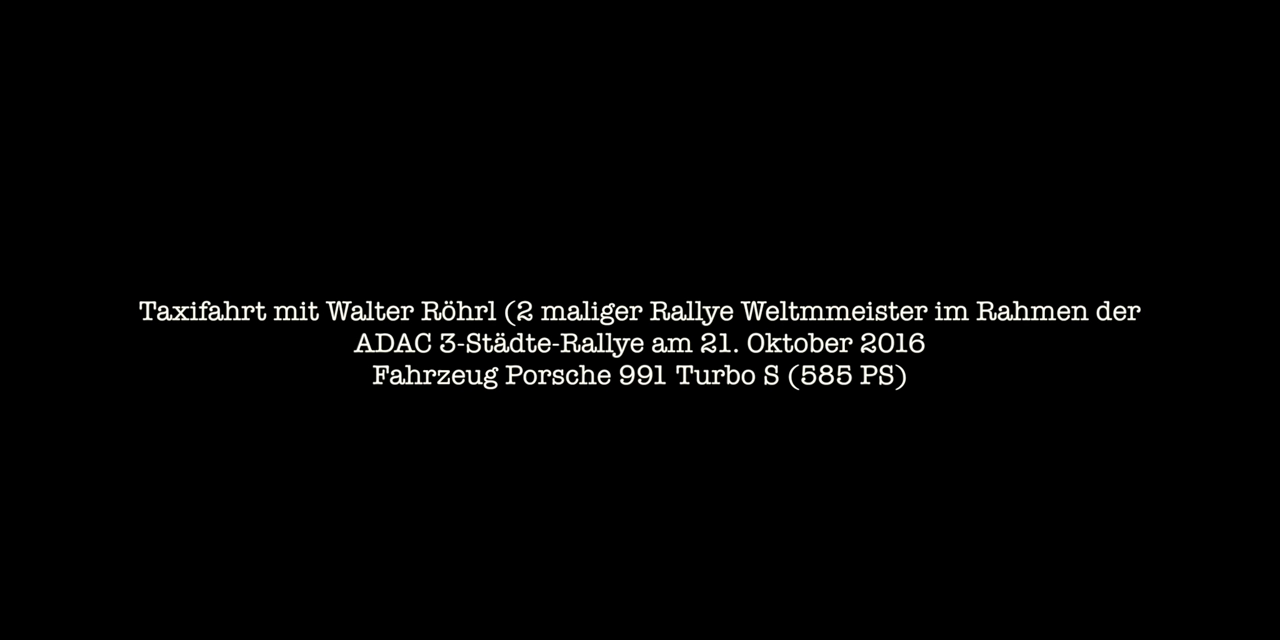 Taxifahrt mit Walter Röhrl (2 maliger Rallye Weltmmeister im Rahmen der
ADAC 3-Städte-Rallye am 21. Oktober 2016
Fahrzeug Porsche 991 Turbo S (585 PS)